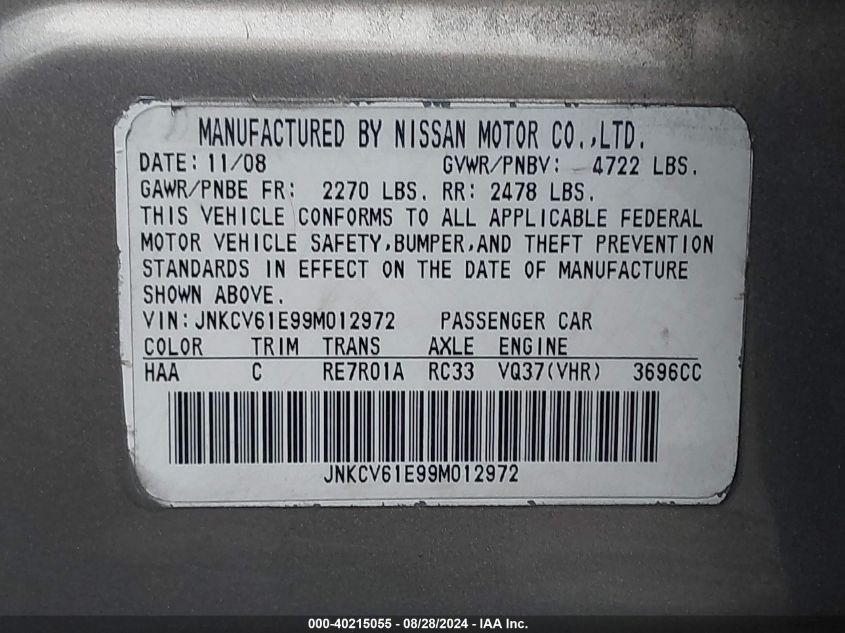 MANUFACTURED BY NISSAN MOTOR CO.,LTD.
DATE: 11/08 GVWR/PNBV: 4722 LBS.
GAWR/PNBE FR: 2270 LBS. RR: 2478 LBS.
THIS VEHICLE CONFORMS TO ALL APPLICABLE FEDERAL
MOTOR VEHICLE SAFETY,BUMPER,AND THEFT PREVENTION
STANDARDS IN EFFECT ON THE DATE OF MANUFACTURE
SHOWN ABOVE.
VIN: JNKCV61E99M012972 PASSENGER CAR
COLOR TRIM TRANS AXLE ENGINE
HAA C RE7R01A RC33 VQ37(VHR) 3696CC
JNKCV61E99M012972
000-40215055 - 08/28/2024 - IAA Inc.